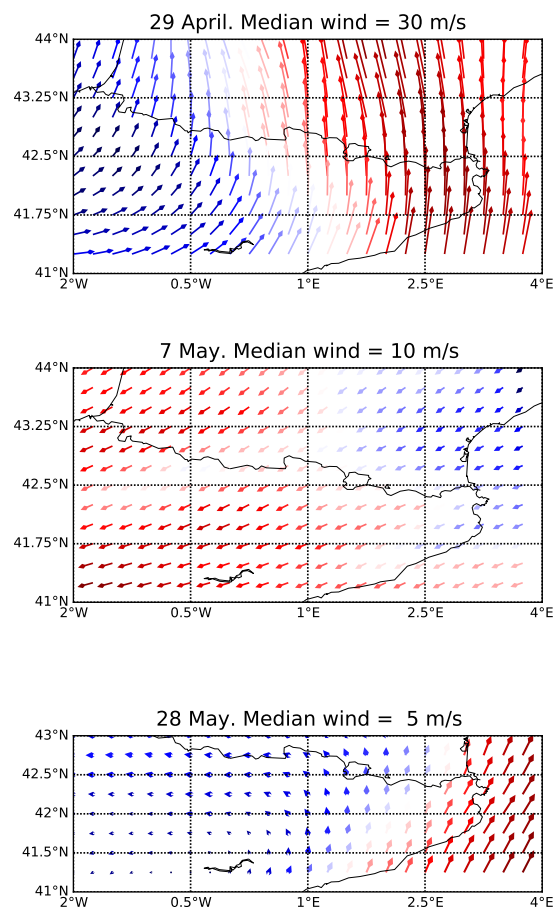 29 April. Median wind = 30 m/s
44°N
43.25°N
42.5°N
41.75°N
41°N
2°W 0.5°W 1°E 2.5°E 4°E
7 May. Median wind = 10 m/s
44°N
43.25°N
42.5°N
41.75°N
41°N
2°W 0.5°W 1°E 2.5°E 4°E
28 May. Median wind =  5 m/s
43°N
42.5°N
42°N
41.5°N
41°N
2°W 0.5°W 1°E 2.5°E 4°E